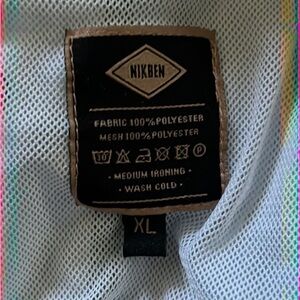 NIKBEN
FABRIC 100% POLYESTER
MESH 100% POLYESTER
· MEDIUM IRONING ·
· WASH COLD ·
XL